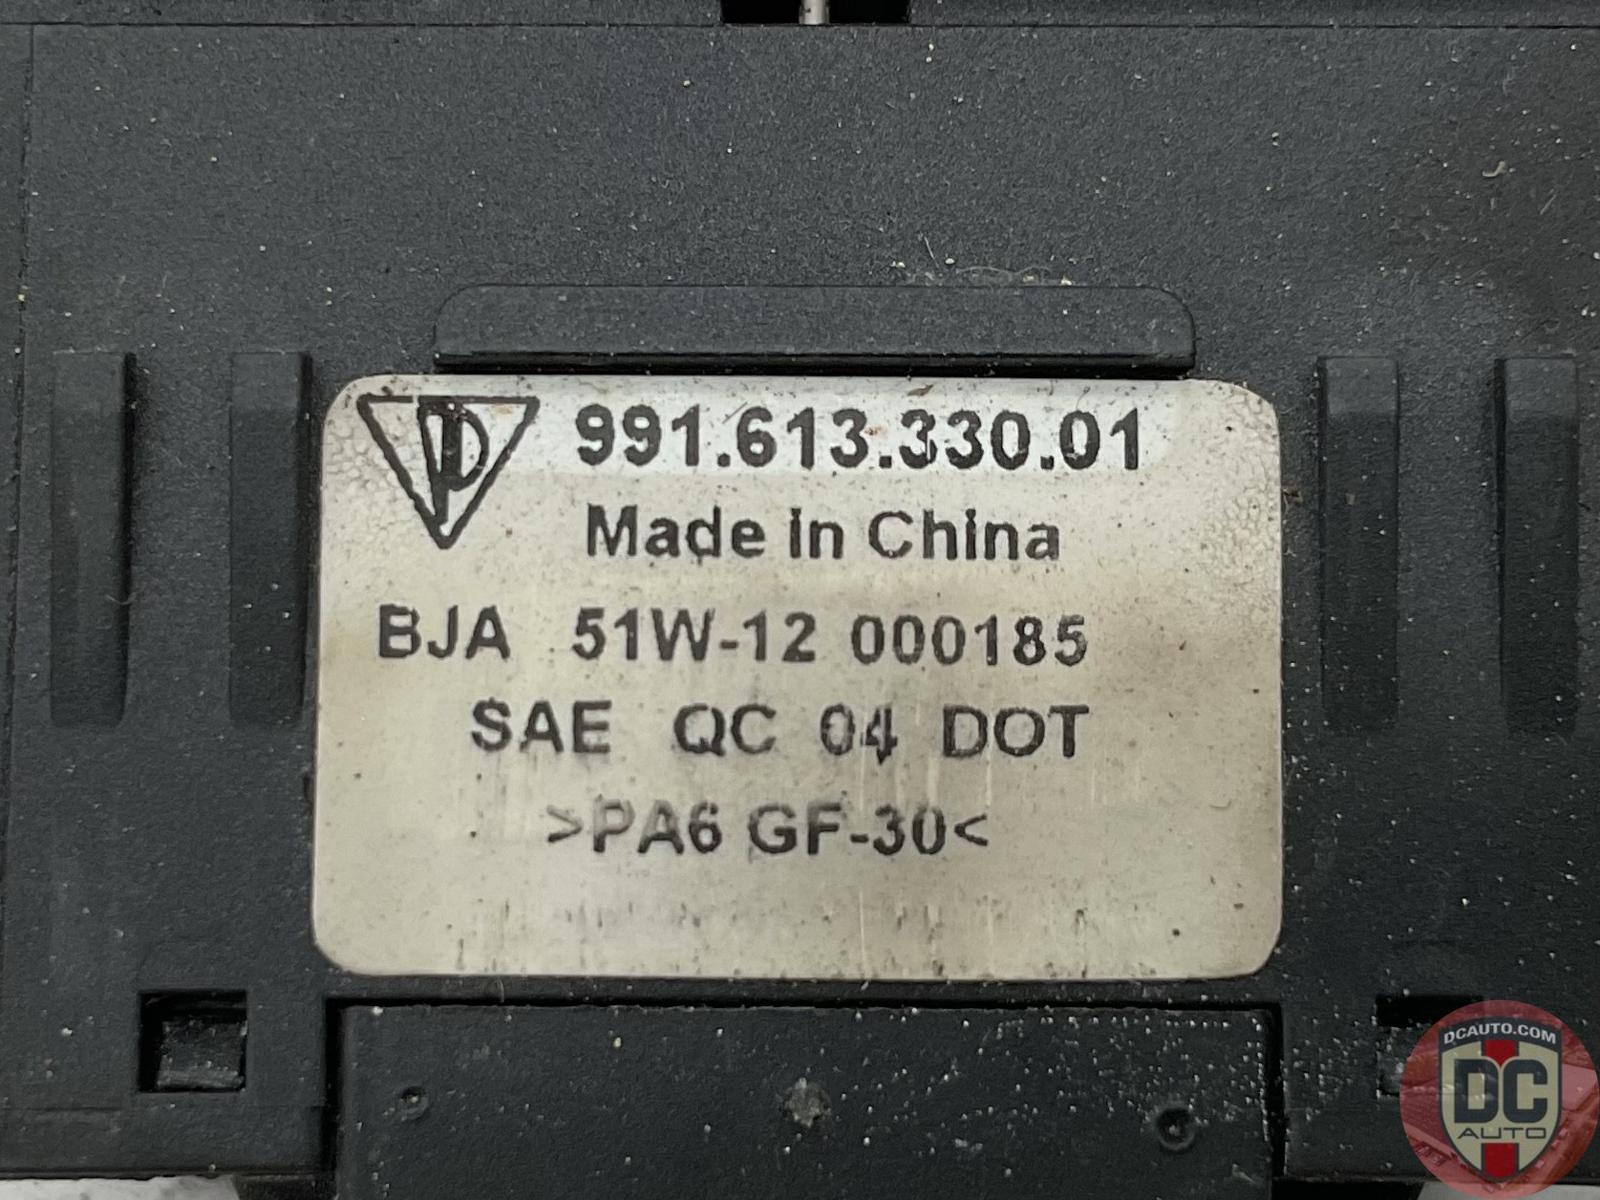 991.613.330.01
Made in China
BJA 51W-12 000185
SAE QC 04 DOT
>PA6 GF-30<
DCAUTO.COM
DC
AUTO